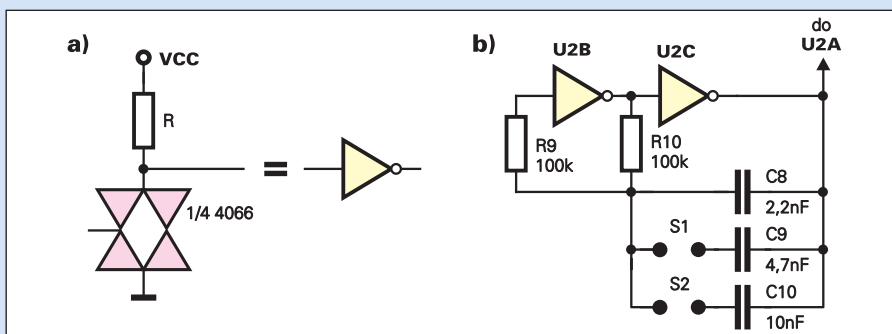 a)
VCC
R
1/4 4066
b)
U2B
U2C
do
U2A
R9
100k
R10
100k
C8
2,2nF
S1
C9
4,7nF
S2
C10
10nF